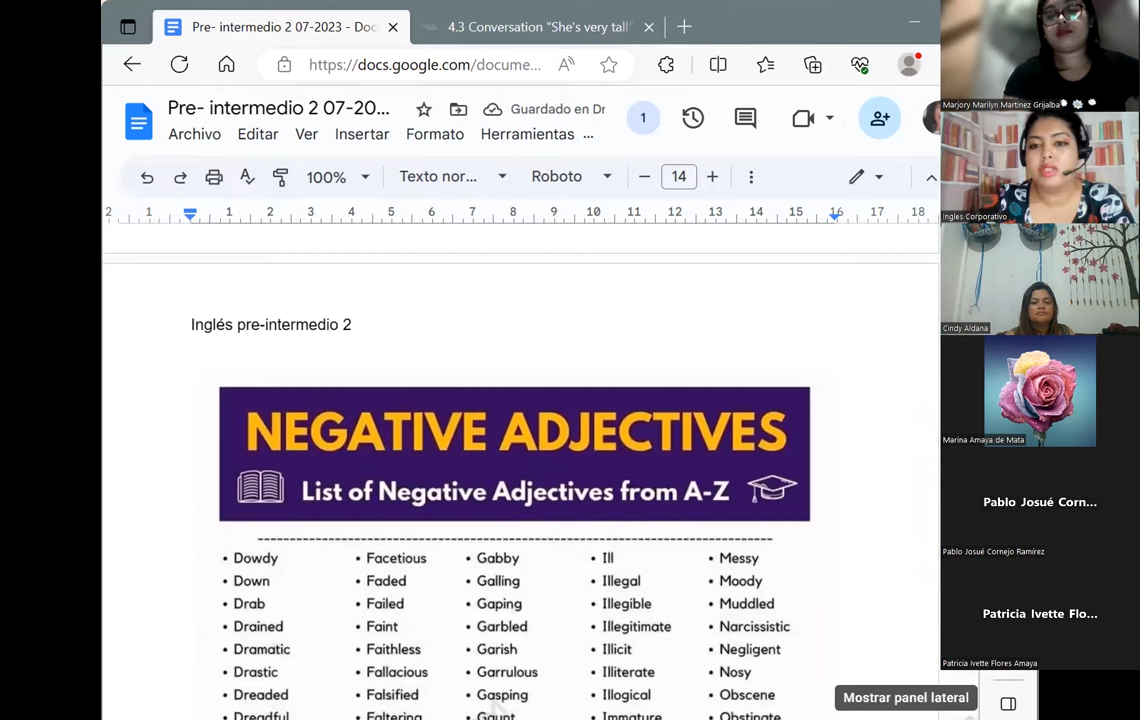 Pre- intermedio 2 07-2023 - Doc
4.3 Conversation "She's very tall"
https://docs.google.com/docume...
Pre- intermedio 2 07-20...
Guardado en Dr
Archivo Editar Ver Insertar Formato Herramientas ...
1
100% Texto nor... Roboto 14
2 1 1 2 3 4 5 6 7 8 9 10 11 12 13 14 15 16 17 18
Inglés pre-intermedio 2
NEGATIVE ADJECTIVES
List of Negative Adjectives from A-Z
• Dowdy • Facetious • Gabby • Ill • Messy
• Down • Faded • Galling • Illegal • Moody
• Drab • Failed • Gaping • Illegible • Muddled
• Drained • Faint • Garbled • Illegitimate • Narcissistic
• Dramatic • Faithless • Garish • Illicit • Negligent
• Drastic • Fallacious • Garrulous • Illiterate • Nosy
• Dreaded • Falsified • Gasping • Illogical • Obscene
• Dreadful • Faltering • Gaunt • Immature • Obstinate
Mostrar panel lateral
Marjory Marilyn Martinez Grijalba
Ingles Corporativo
Cindy Aldana
Marina Amaya de Mata
Pablo Josué Corn...
Pablo Josué Cornejo Ramírez
Patricia Ivette Flo...
Patricia Ivette Flores Amaya